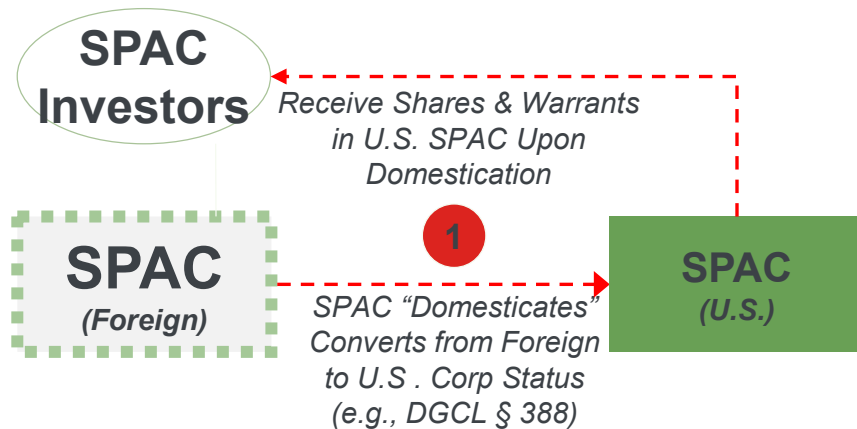 SPAC
Investors
Receive Shares & Warrants
in U.S. SPAC Upon
Domestication
1
SPAC
(Foreign)
SPAC “Domesticates”
Converts from Foreign
to U.S . Corp Status
(e.g., DGCL § 388)
SPAC
(U.S.)